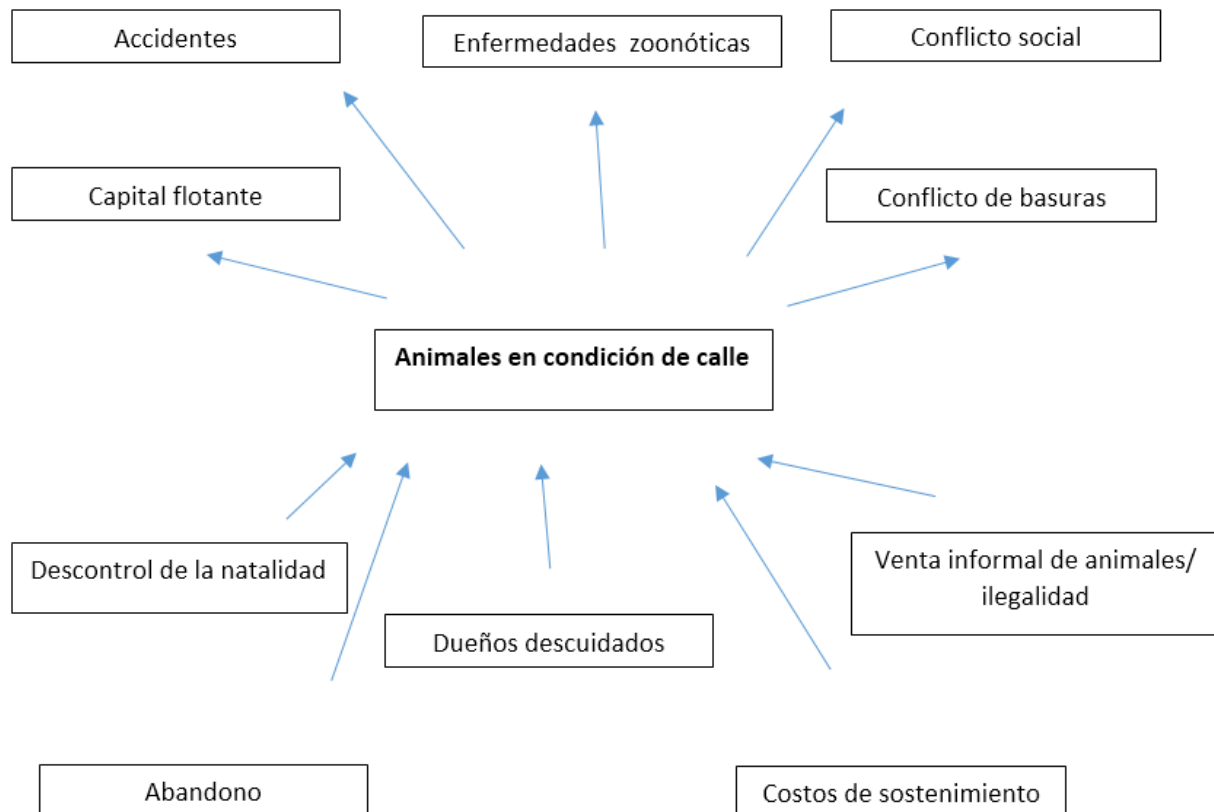 Accidentes
Enfermedades zoonóticas
Conflicto social
Capital flotante
Conflicto de basuras
Animales en condición de calle
Descontrol de la natalidad
Venta informal de animales/
ilegalidad
Dueños descuidados
Abandono
Costos de sostenimiento